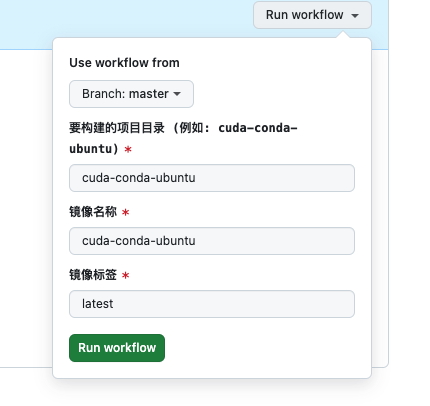 Run workflow
Use workflow from
Branch: master
要构建的项目目录 (例如: cuda-conda-
ubuntu) *
cuda-conda-ubuntu
镜像名称 *
cuda-conda-ubuntu
镜像标签 *
latest
Run workflow